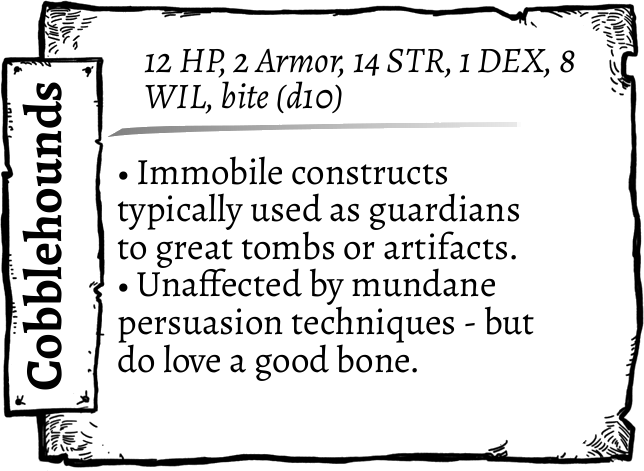 Cobblehounds
12 HP, 2 Armor, 14 STR, 1 DEX, 8
WIL, bite (d10)
• Immobile constructs
typically used as guardians
to great tombs or artifacts.
• Unaffected by mundane
persuasion techniques - but
do love a good bone.